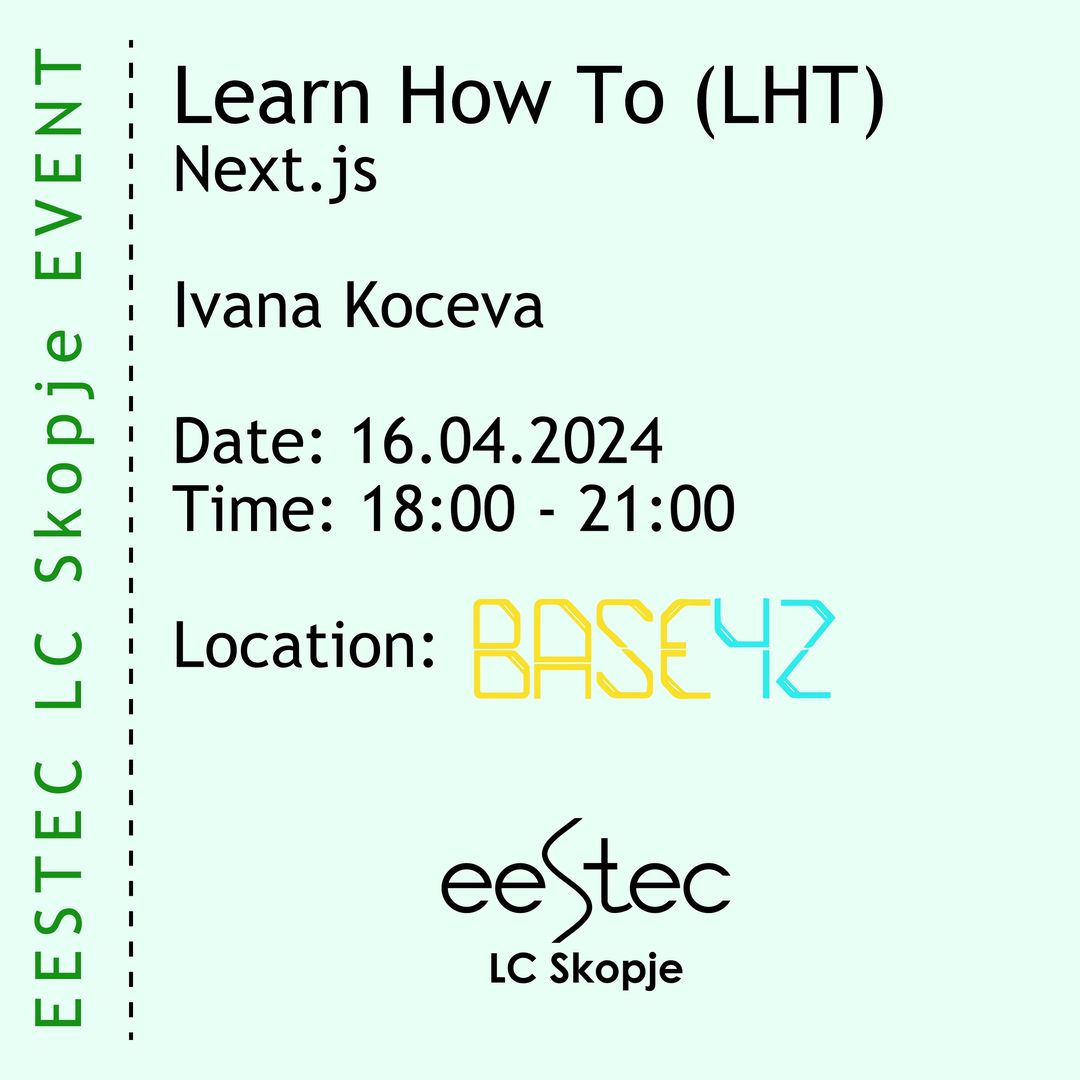 EESTEC LC Skopje EVENT
Learn How To (LHT)
Next.js
Ivana Koceva
Date: 16.04.2024
Time: 18:00 - 21:00
Location: BASE42
eestec
LC Skopje